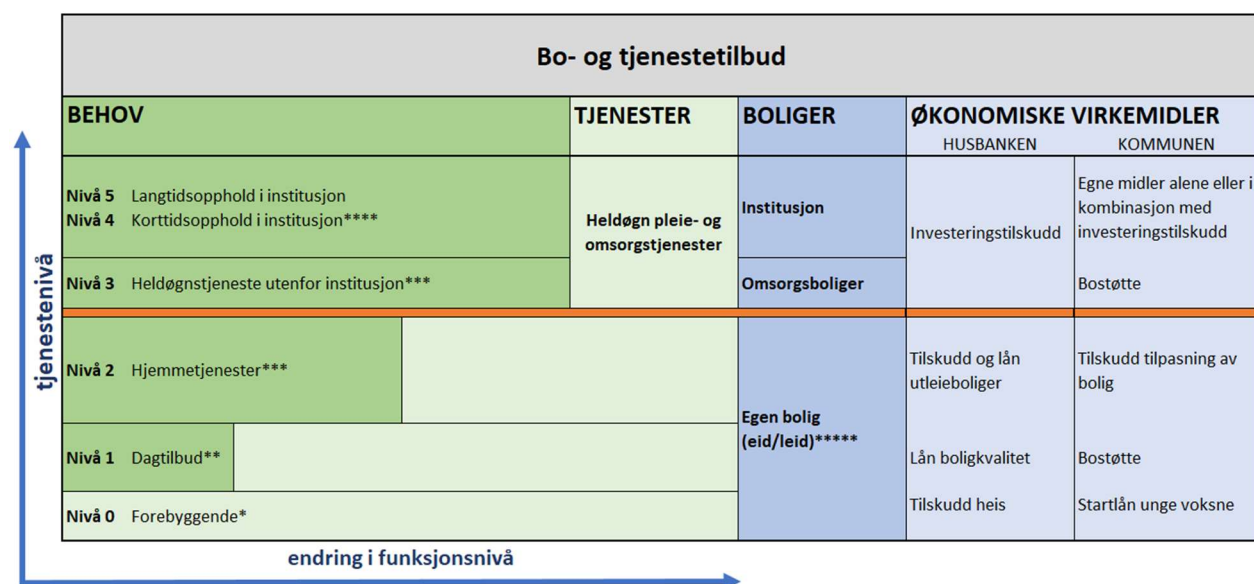 Bo- og tjenestetilbud
BEHOV
TJENESTER
BOLIGER
ØKONOMISKE VIRKEMIDLER
HUSBANKEN
KOMMUNEN
Nivå 5 Langtidsopphold i institusjon
Nivå 4 Korttidsopphold i institusjon****
Heldøgn pleie- og
omsorgstjenester
Institusjon
Investeringstilskudd
Egne midler alene eller i
kombinasjon med
investeringstilskudd
Nivå 3 Heldøgnstjeneste utenfor institusjon***
Omsorgsboliger
Bostøtte
Nivå 2 Hjemmetjenester***
Egen bolig
(eid/leid)*****
Tilskudd og lån
utleieboliger
Tilskudd tilpasning av
bolig
Nivå 1 Dagtilbud**
Lån boligkvalitet
Bostøtte
Nivå 0 Forebyggende*
Tilskudd heis
Startlån unge voksne
tjenestenivå
endring i funksjonsnivå